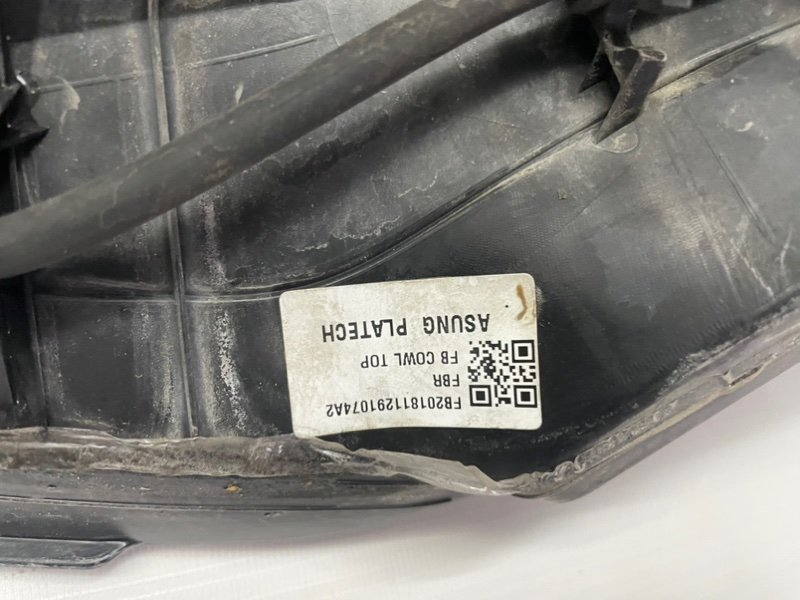 FB201811291074A2
FBR
FB COWL TOP
ASUNG PLATECH